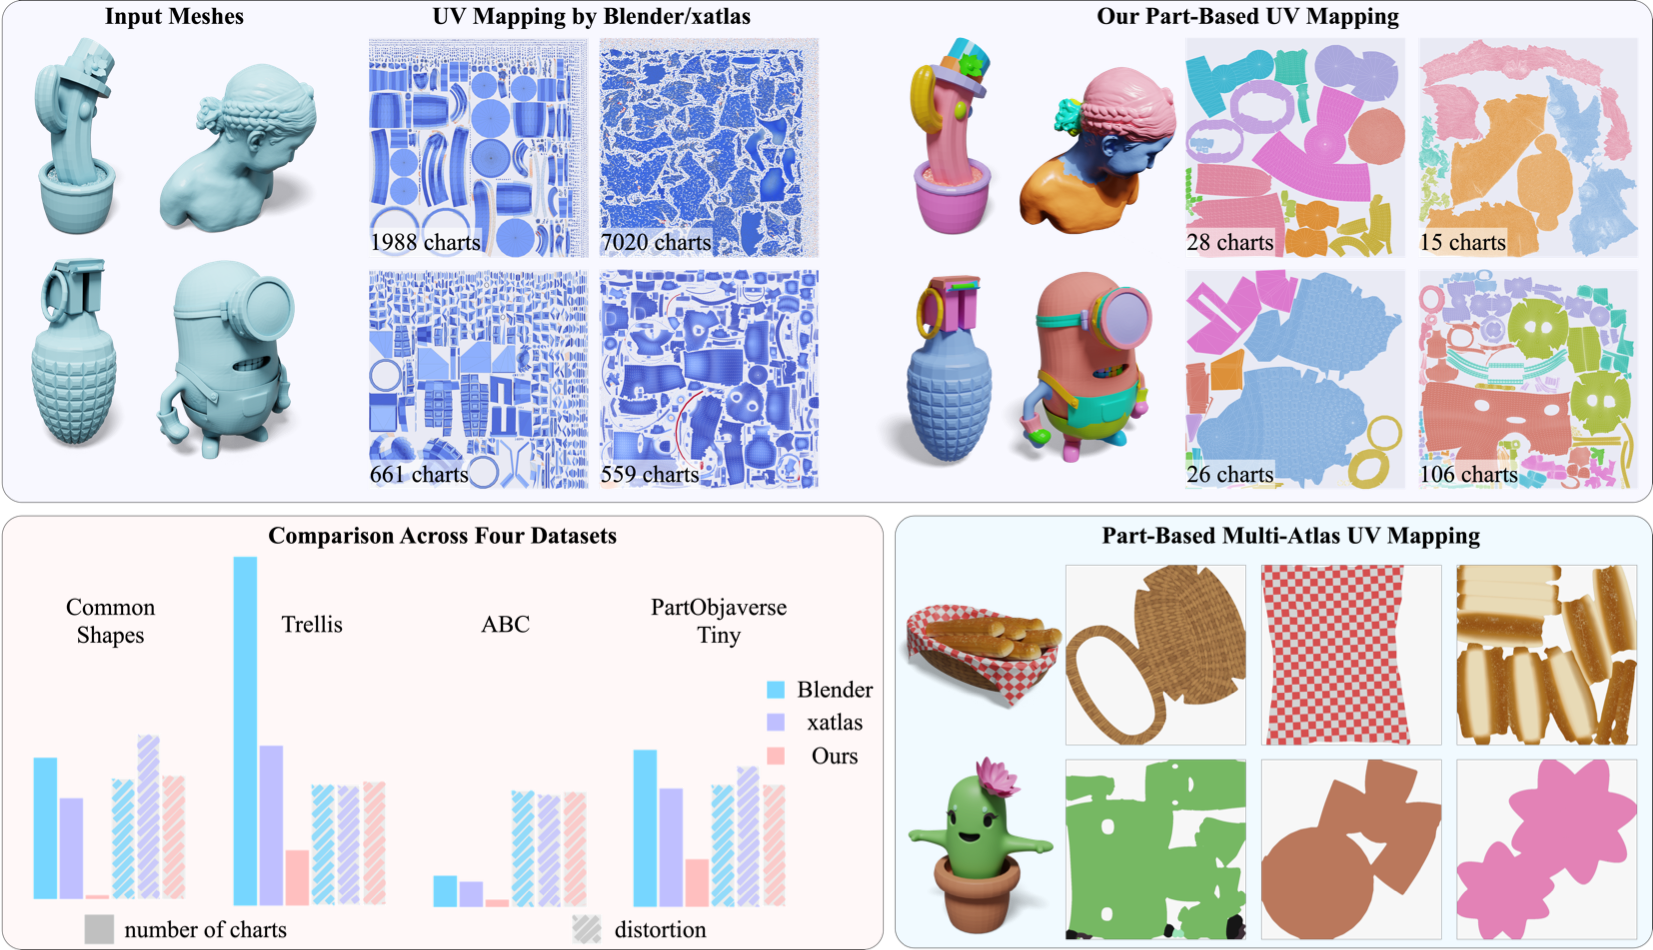 Input Meshes
UV Mapping by Blender/xatlas
Our Part-Based UV Mapping
1988 charts
7020 charts
28 charts
15 charts
661 charts
559 charts
26 charts
106 charts
Comparison Across Four Datasets
Common
Shapes
Trellis
ABC
PartObjaverse
Tiny
Blender
xatlas
Ours
number of charts
distortion
Part-Based Multi-Atlas UV Mapping